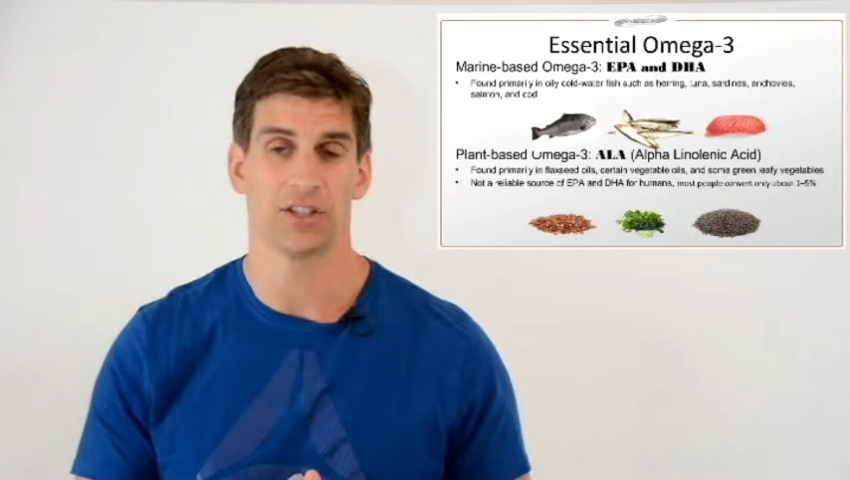 Essential Omega-3
Marine-based Omega-3: EPA and DHA
• Found primarily in oily cold-water fish such as herring, tuna, sardines, anchovies,
salmon, and cod
Plant-based Omega-3: ALA (Alpha Linolenic Acid)
• Found primarily in flaxseed oils, certain vegetable oils, and some green leafy vegetables
• Not a reliable source of EPA and DHA for humans, most people convert only about 1–5%